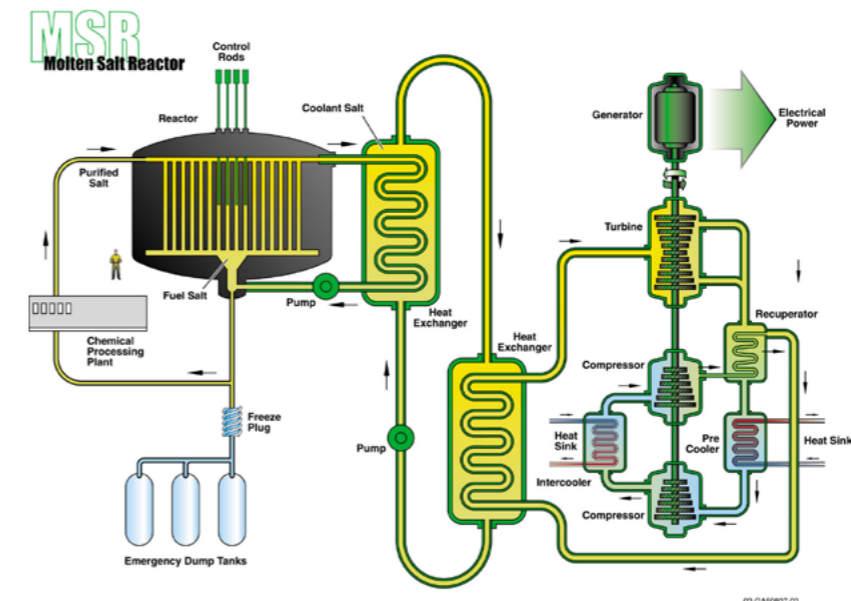 MSR
Molten Salt Reactor
Control
Rods
Reactor
Coolant Salt
Generator
Electrical
Power
Purified
Salt
Turbine
Fuel Salt
Pump
Heat
Exchanger
Recuperator
Chemical
Processing
Plant
Heat
Exchanger
Compressor
Freeze
Plug
Pump
Heat
Sink
Pre
Cooler
Heat Sink
Intercooler
Compressor
Emergency Dump Tanks